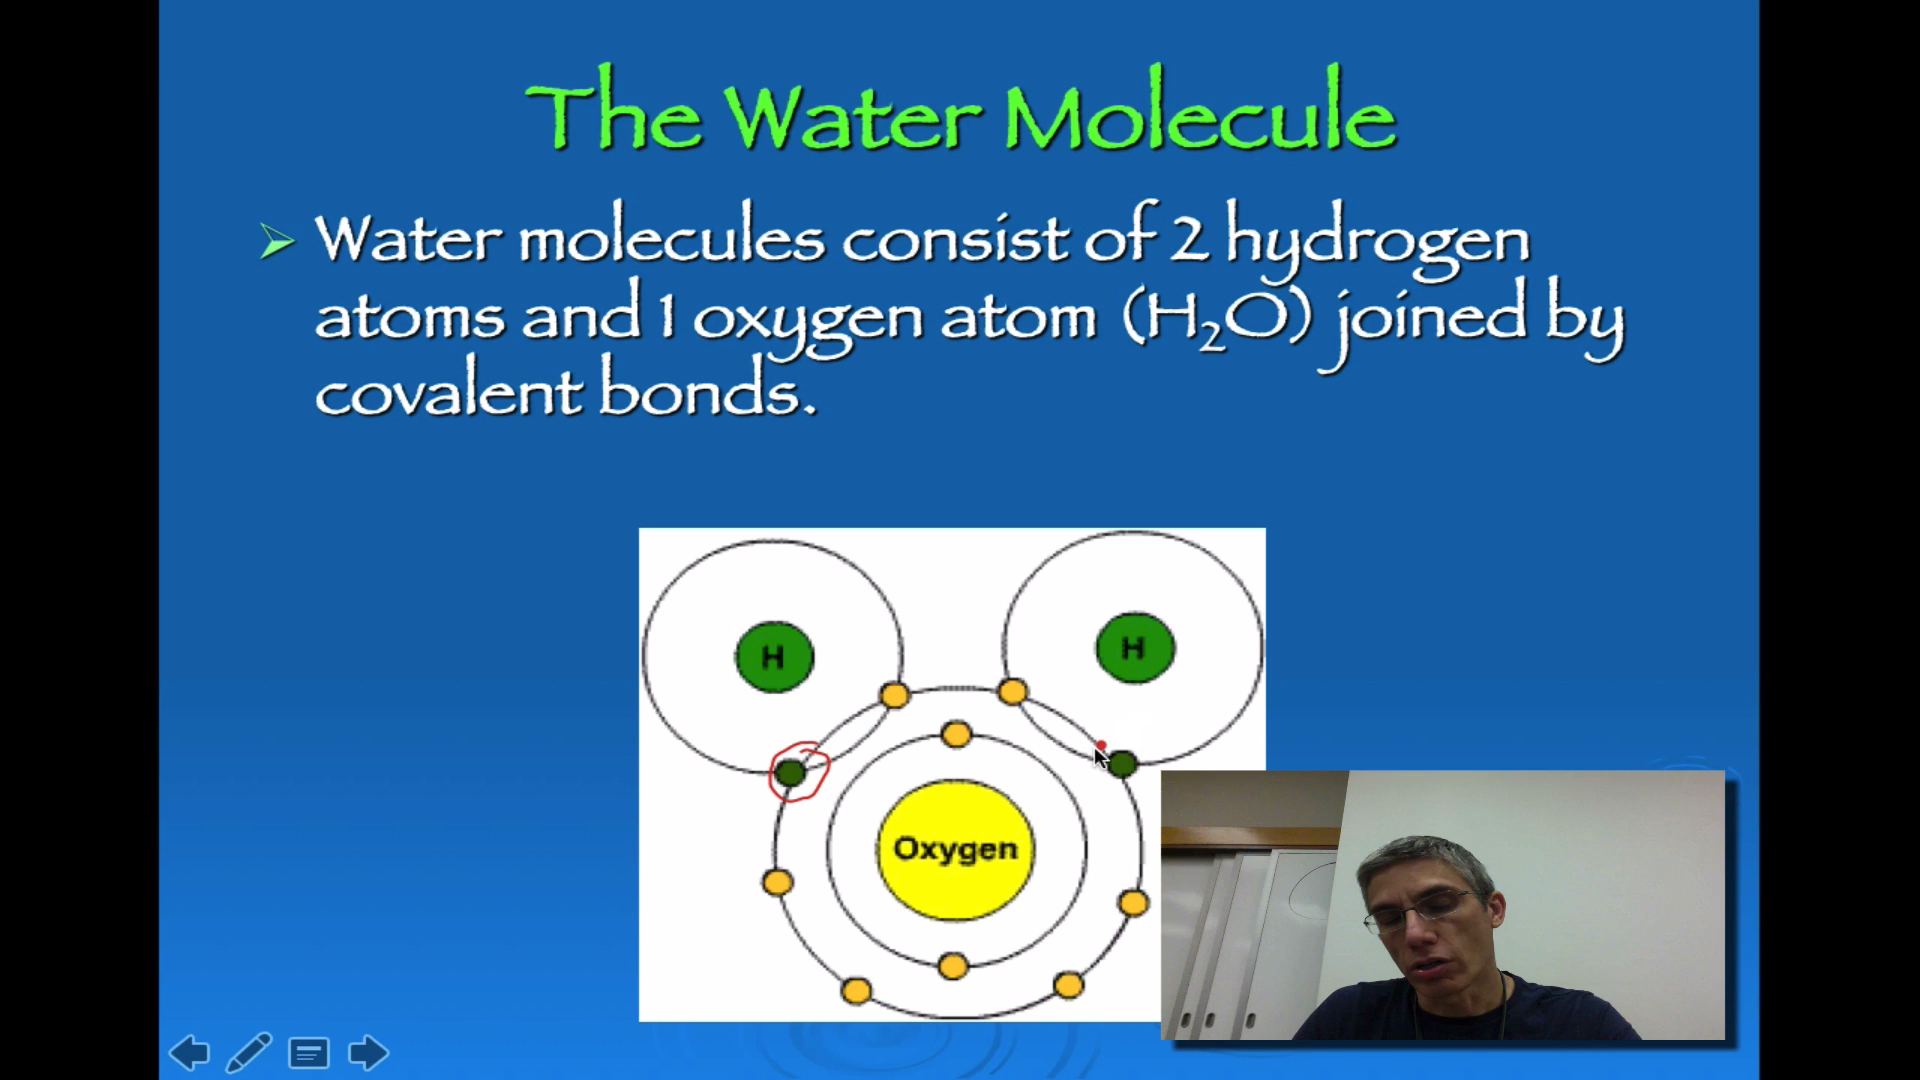 The Water Molecule
Water molecules consist of 2 hydrogen
atoms and 1 oxygen atom (H₂O) joined by
covalent bonds.
H
H
Oxygen